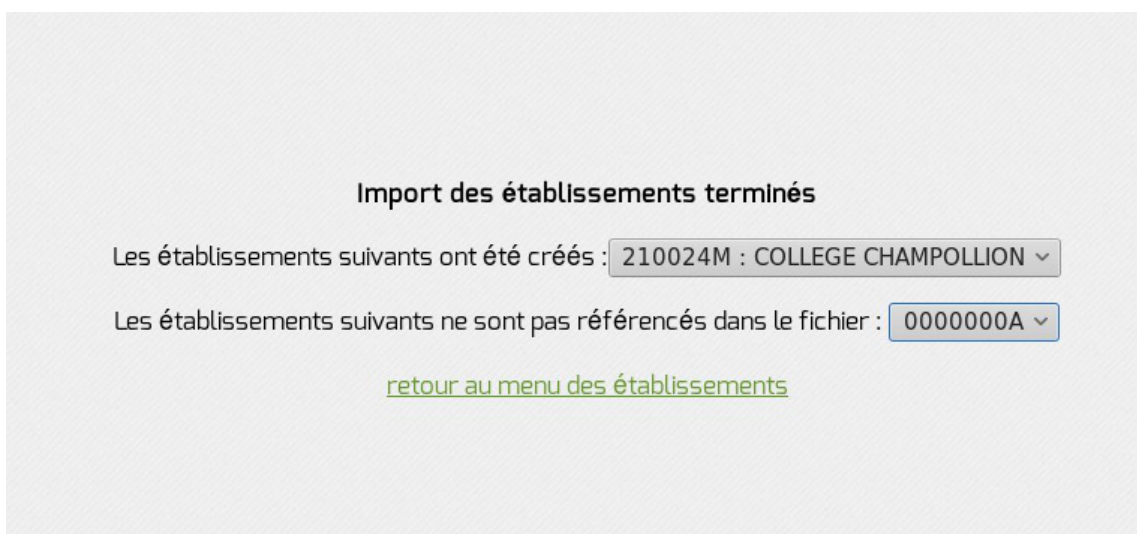 Import des établissements terminés
Les établissements suivants ont été créés : 210024M : COLLEGE CHAMPOLLION
Les établissements suivants ne sont pas référencés dans le fichier : 0000000A
retour au menu des établissements